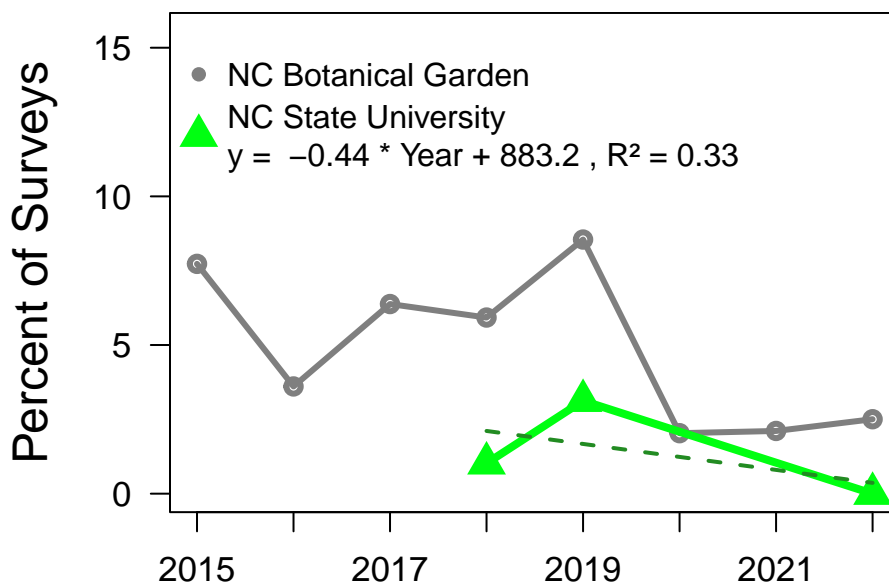 Percent of Surveys
15
10
5
0
NC Botanical Garden
NC State University
y =  −0.44 * Year + 883.2 , R² = 0.33
2015
2017
2019
2021